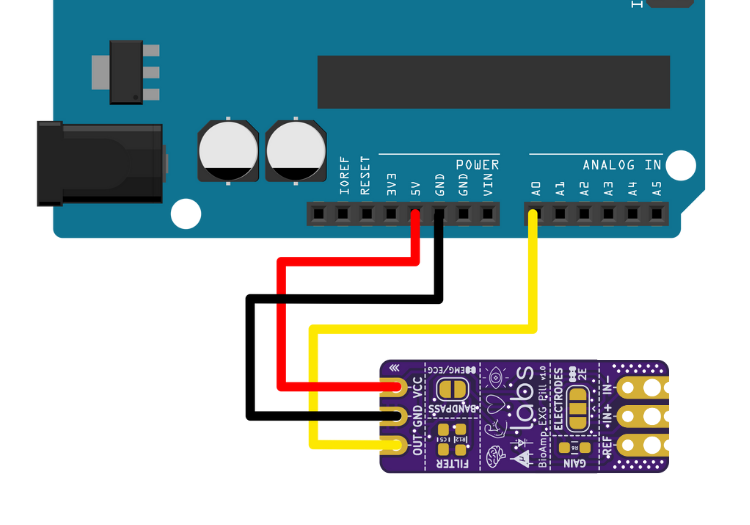 POWER
ANALOG IN
IOREF
RESET
3V3
5V
GND
GND
VIN
A0
A1
A2
A3
A4
A5
VCC
GND
OUT
EMG/ECG
BANDPASS
FILTER
labs
BioAmp EXG Pill v1.0
ELECTRODES
2E
GAIN
IN-
IN+
REF